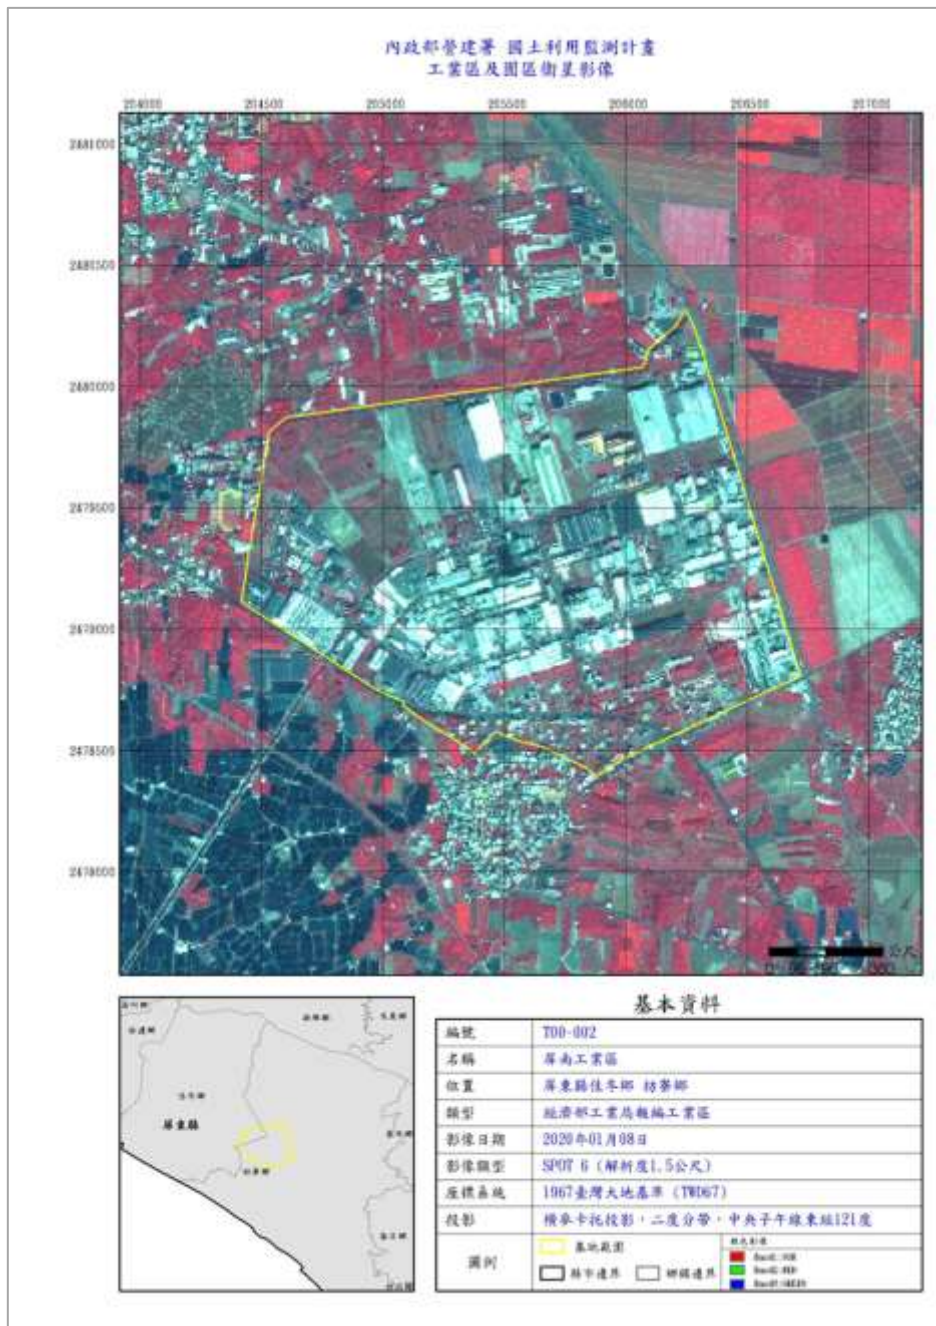 內政部營建署 國土利用監測計畫
工業區及園區衛星影像
204000 204500 205000 205500 206000 206500 207000
2481000
2480500
2480000
2479500
2479000
2478500
2478000
公尺
基本資料
編號 T00-002
名稱 屏南工業區
位置 屏東縣佳冬鄉 枋寮鄉
類型 經濟部工業局報編工業區
影像日期 2020年01月08日
影像類型 SPOT 6 (解析度1.5公尺)
座標系統 1967臺灣大地基準 (TWD67)
投影 橫麥卡托投影，二度分帶，中央子午線東經121度
圖例
基地範圍
縣市邊界 鄉鎮邊界
屏東縣
佳冬鄉
枋寮鄉